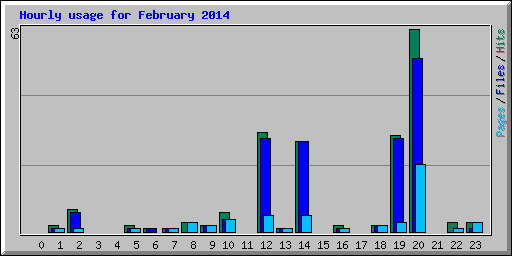 Hourly usage for February 2014
63
Pages / Files / Hits
0 1 2 3 4 5 6 7 8 9 10 11 12 13 14 15 16 17 18 19 20 21 22 23